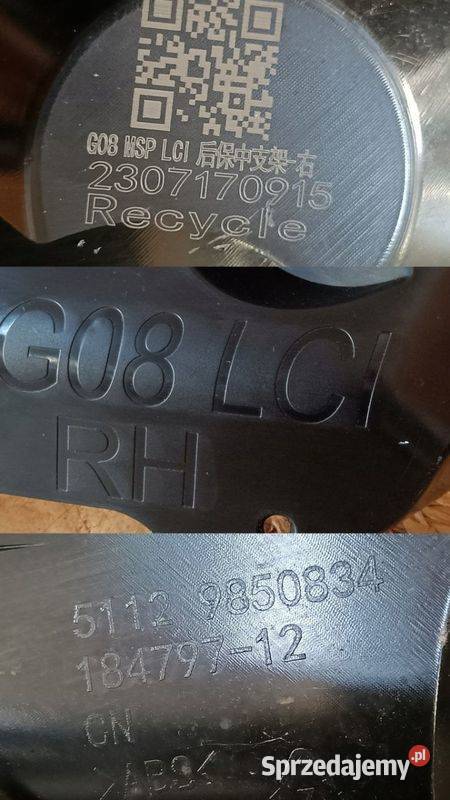 G08 MSP LCI 后保中支架-右
2307170915
Recycle
G08 LCI
RH
5112 9850834
184797-12
CN
>ABS<
Sprzedajemy.pl